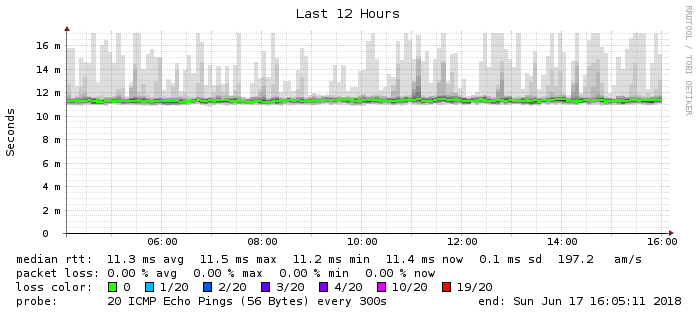 Last 12 Hours
RRDTOOL / TOBI OETIKER
Seconds
16 m
14 m
12 m
10 m
8 m
6 m
4 m
2 m
0
06:00 08:00 10:00 12:00 14:00 16:00
median rtt: 11.3 ms avg 11.5 ms max 11.2 ms min 11.4 ms now 0.1 ms sd 197.2 am/s
packet loss: 0.00 % avg 0.00 % max 0.00 % min 0.00 % now
loss color: 0 1/20 2/20 3/20 4/20 10/20 19/20
probe: 20 ICMP Echo Pings (56 Bytes) every 300s end: Sun Jun 17 16:05:11 2018